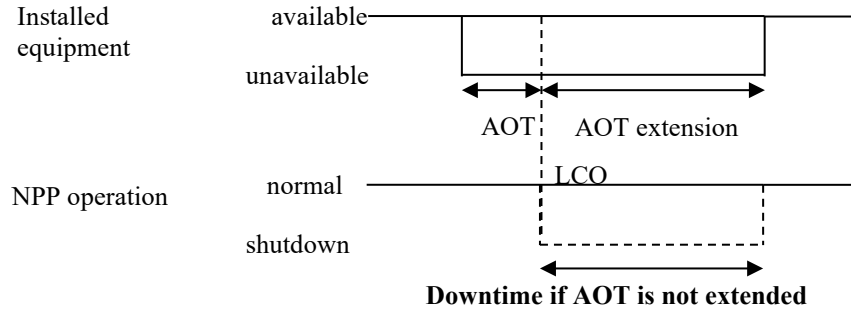 Installed
equipment
available
unavailable
AOT
AOT extension
LCO
NPP operation
normal
shutdown
Downtime if AOT is not extended